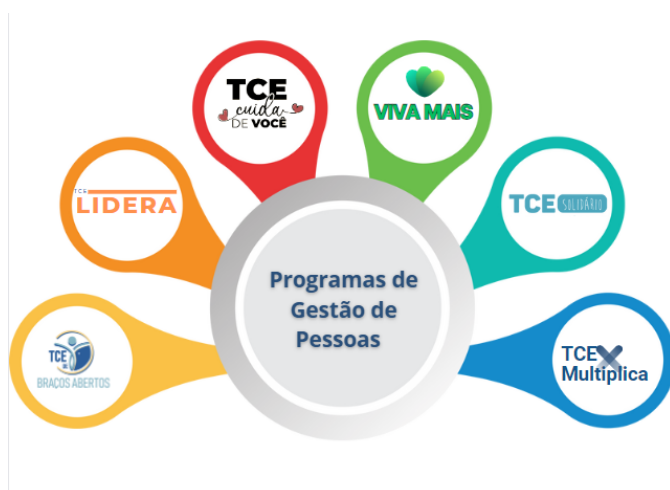 TCE
cuida
DE VOCÊ
VIVA MAIS
TCE
LIDERA
TCE SOLIDÁRIO
Programas de
Gestão de
Pessoas
TCE
BRAÇOS ABERTOS
TCE
Multíplica